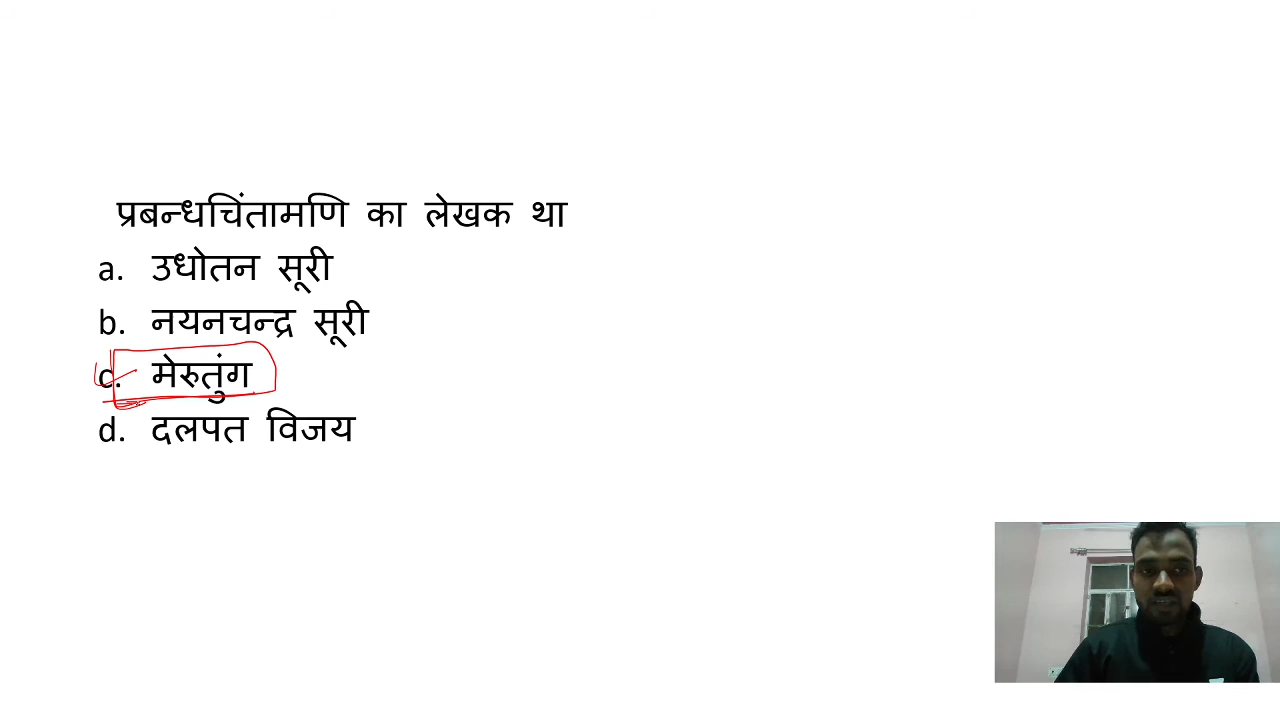 प्रबन्धचिंतामणि का लेखक था
a. उधोतन सूरी
b. नयनचन्द्र सूरी
c. मेरुतुंग
d. दलपत विजय